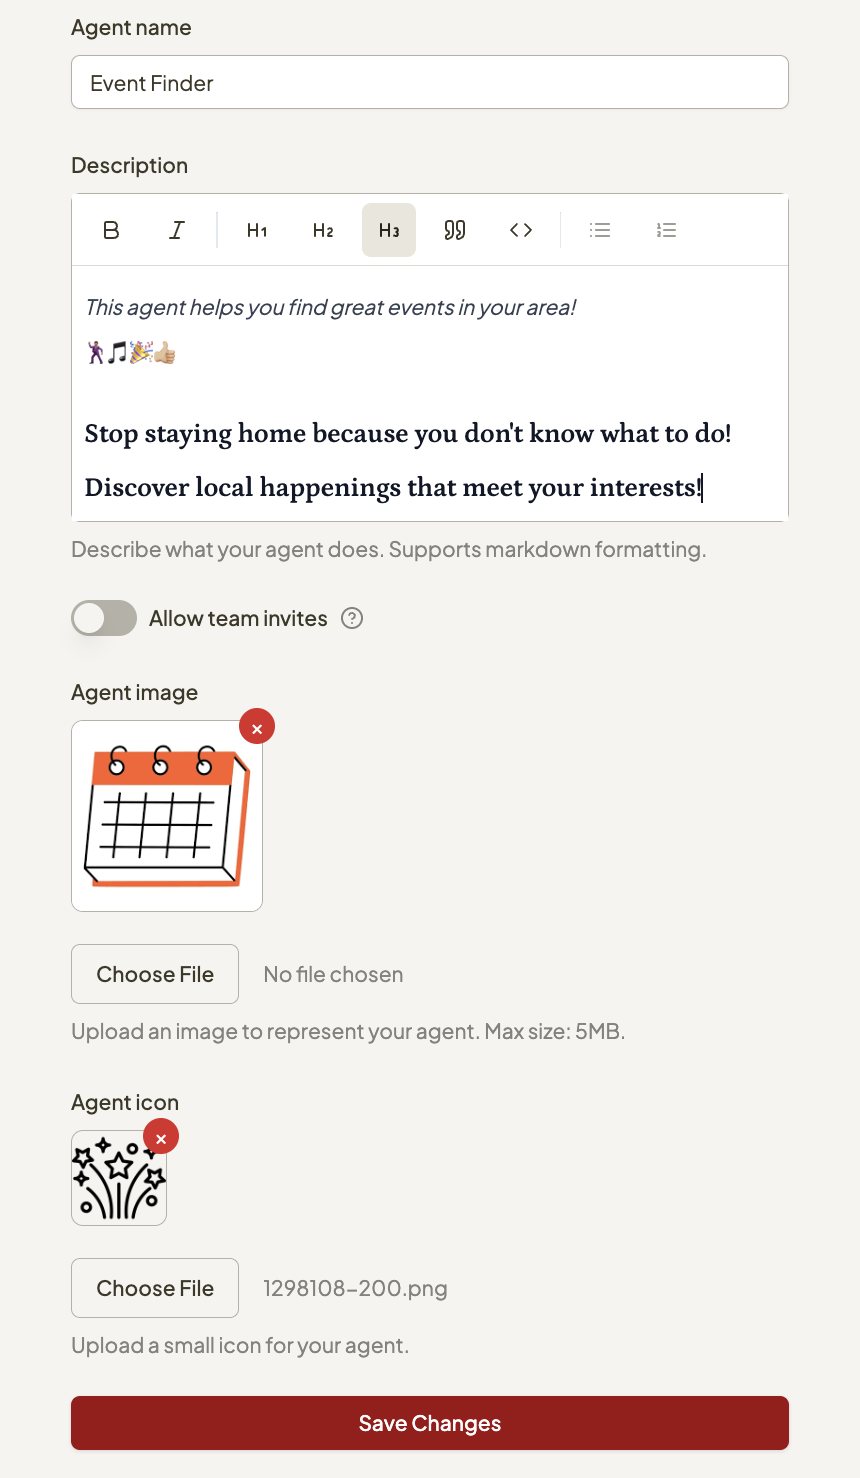 Agent name
Event Finder
Description
B I H1 H2 H3
This agent helps you find great events in your area!
🕺🏾🎵🎉👍🏼
Stop staying home because you don't know what to do!
Discover local happenings that meet your interests!
Describe what your agent does. Supports markdown formatting.
Allow team invites ?
Agent image
Choose File No file chosen
Upload an image to represent your agent. Max size: 5MB.
Agent icon
Choose File 1298108-200.png
Upload a small icon for your agent.
Save Changes